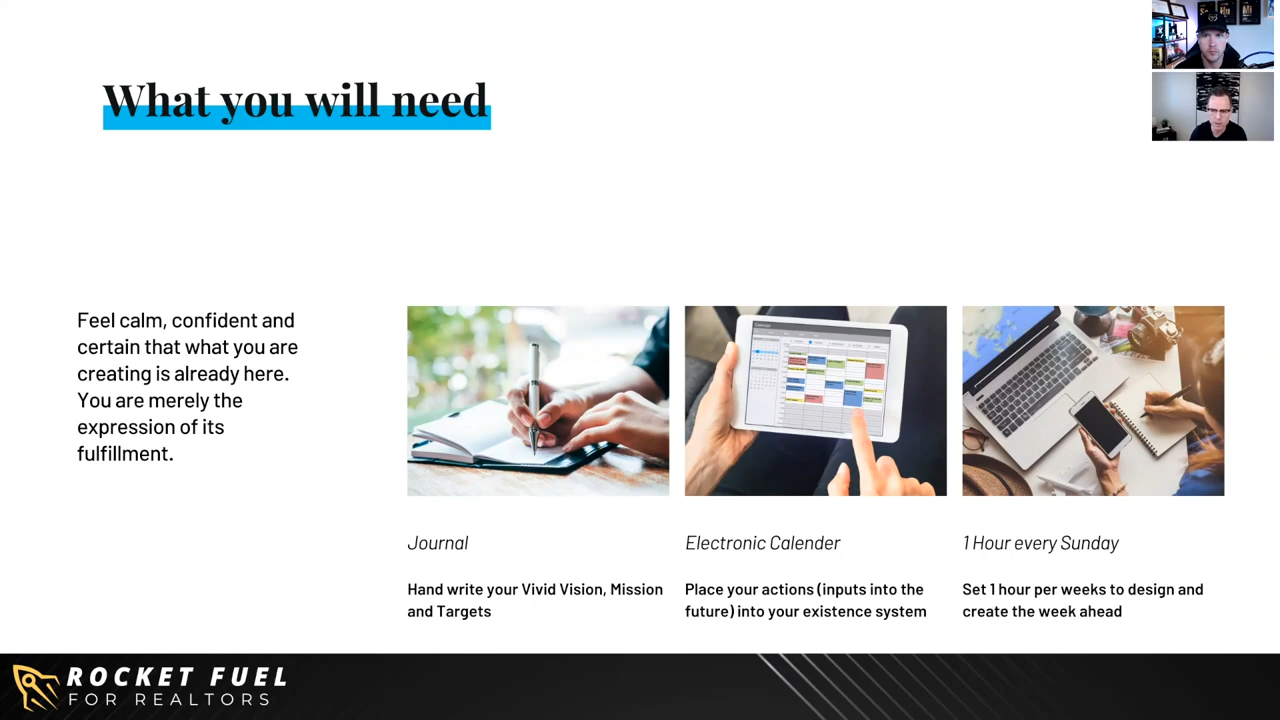 What you will need
Feel calm, confident and
certain that what you are
creating is already here.
You are merely the
expression of its
fulfillment.
Journal
Hand write your Vivid Vision, Mission
and Targets
Electronic Calender
Place your actions (inputs into the
future) into your existence system
1 Hour every Sunday
Set 1 hour per weeks to design and
create the week ahead
ROCKET FUEL
FOR REALTORS